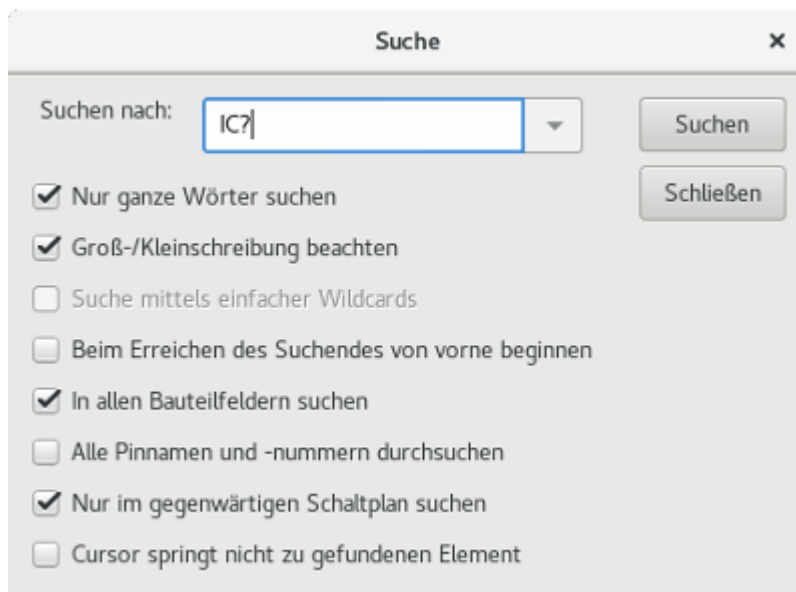 Suche
Suchen nach:
IC?
Suchen
Schließen
Nur ganze Wörter suchen
Groß-/Kleinschreibung beachten
Suche mittels einfacher Wildcards
Beim Erreichen des Suchendes von vorne beginnen
In allen Bauteilfeldern suchen
Alle Pinnamen und -nummern durchsuchen
Nur im gegenwärtigen Schaltplan suchen
Cursor springt nicht zu gefundenen Element